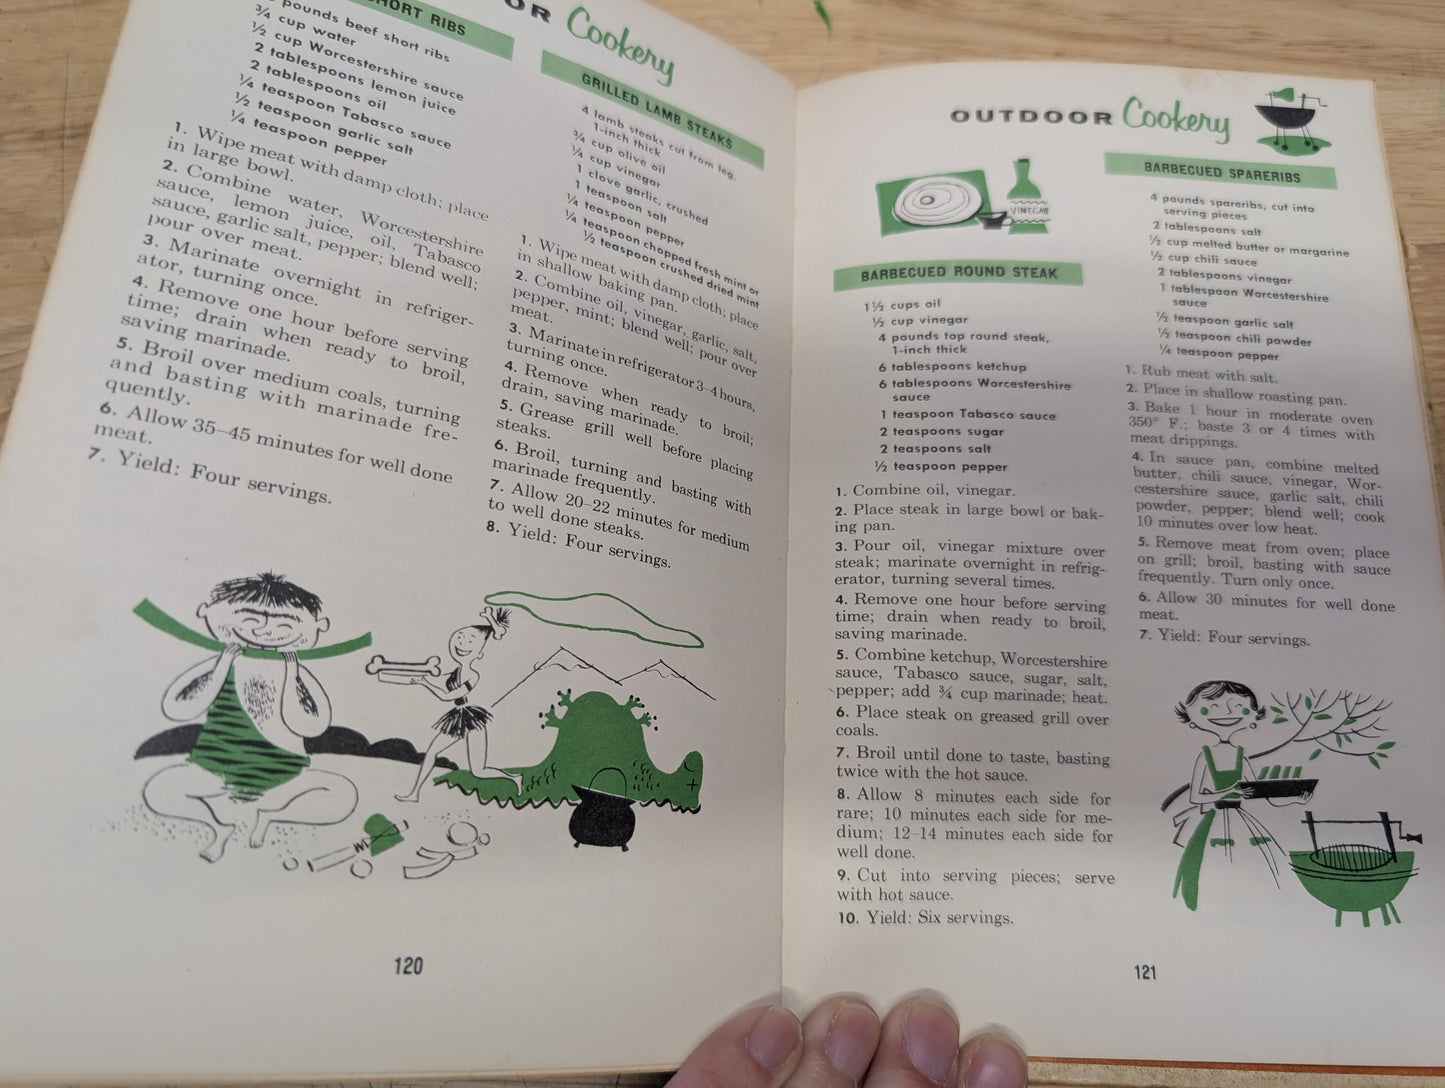 OR Cookery
SHORT RIBS
pounds beef short ribs
¾ cup water
½ cup Worcestershire sauce
2 tablespoons lemon juice
2 tablespoons oil
¼ teaspoon Tabasco sauce
½ teaspoon garlic salt
¼ teaspoon pepper
1. Wipe meat with damp cloth; place
in large bowl.
2. Combine water, Worcestershire
sauce, lemon juice, oil, Tabasco
sauce, garlic salt, pepper; blend well;
pour over meat.
3. Marinate overnight in refriger-
ator, turning once.
4. Remove one hour before serving
time; drain when ready to broil,
saving marinade.
5. Broil over medium coals, turning
and basting with marinade fre-
quently.
6. Allow 35–45 minutes for well done
meat.
7. Yield: Four servings.
GRILLED LAMB STEAKS
4 lamb steaks cut from leg,
1-inch thick
¾ cup olive oil
¼ cup vinegar
1 clove garlic, crushed
1 teaspoon salt
¼ teaspoon pepper
¼ teaspoon chopped fresh mint or
½ teaspoon crushed dried mint
1. Wipe meat with damp cloth; place
in shallow baking pan.
2. Combine oil, vinegar, garlic, salt,
pepper, mint; blend well; pour over
meat.
3. Marinate in refrigerator 3–4 hours,
turning once.
4. Remove when ready to broil;
drain, saving marinade.
5. Grease grill well before placing
steaks.
6. Broil, turning and basting with
marinade frequently.
7. Allow 20–22 minutes for medium
to well done steaks.
8. Yield: Four servings.
120
OUTDOOR Cookery
VINEGAR
BARBECUED ROUND STEAK
1½ cups oil
½ cup vinegar
4 pounds top round steak,
1-inch thick
6 tablespoons ketchup
6 tablespoons Worcestershire
sauce
1 teaspoon Tabasco sauce
2 teaspoons sugar
2 teaspoons salt
½ teaspoon pepper
1. Combine oil, vinegar.
2. Place steak in large bowl or bak-
ing pan.
3. Pour oil, vinegar mixture over
steak; marinate overnight in refrig-
erator, turning several times.
4. Remove one hour before serving
time; drain when ready to broil,
saving marinade.
5. Combine ketchup, Worcestershire
sauce, Tabasco sauce, sugar, salt,
pepper; add ¾ cup marinade; heat.
6. Place steak on greased grill over
coals.
7. Broil until done to taste, basting
twice with the hot sauce.
8. Allow 8 minutes each side for
rare; 10 minutes each side for me-
dium; 12–14 minutes each side for
well done.
9. Cut into serving pieces; serve
with hot sauce.
10. Yield: Six servings.
BARBECUED SPARERIBS
4 pounds spareribs, cut into
serving pieces
2 tablespoons salt
½ cup melted butter or margarine
½ cup chili sauce
2 tablespoons vinegar
1 tablespoon Worcestershire
sauce
½ teaspoon garlic salt
½ teaspoon chili powder
¼ teaspoon pepper
1. Rub meat with salt.
2. Place in shallow roasting pan.
3. Bake 1 hour in moderate oven
350° F.; baste 3 or 4 times with
meat drippings.
4. In sauce pan, combine melted
butter, chili sauce, vinegar, Wor-
cestershire sauce, garlic salt, chili
powder, pepper; blend well; cook
10 minutes over low heat.
5. Remove meat from oven; place
on grill; broil, basting with sauce
frequently. Turn only once.
6. Allow 30 minutes for well done
meat.
7. Yield: Four servings.
121